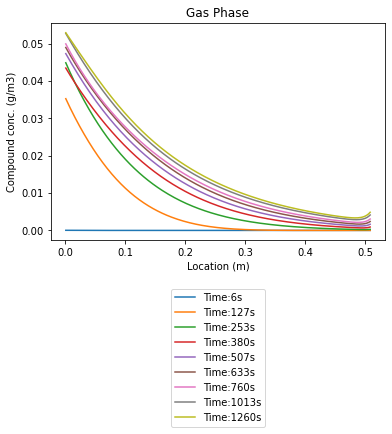 Gas Phase
Compound conc. (g/m3)
0.05
0.04
0.03
0.02
0.01
0.00
0.0 0.1 0.2 0.3 0.4 0.5
Location (m)
Time:6s
Time:127s
Time:253s
Time:380s
Time:507s
Time:633s
Time:760s
Time:1013s
Time:1260s